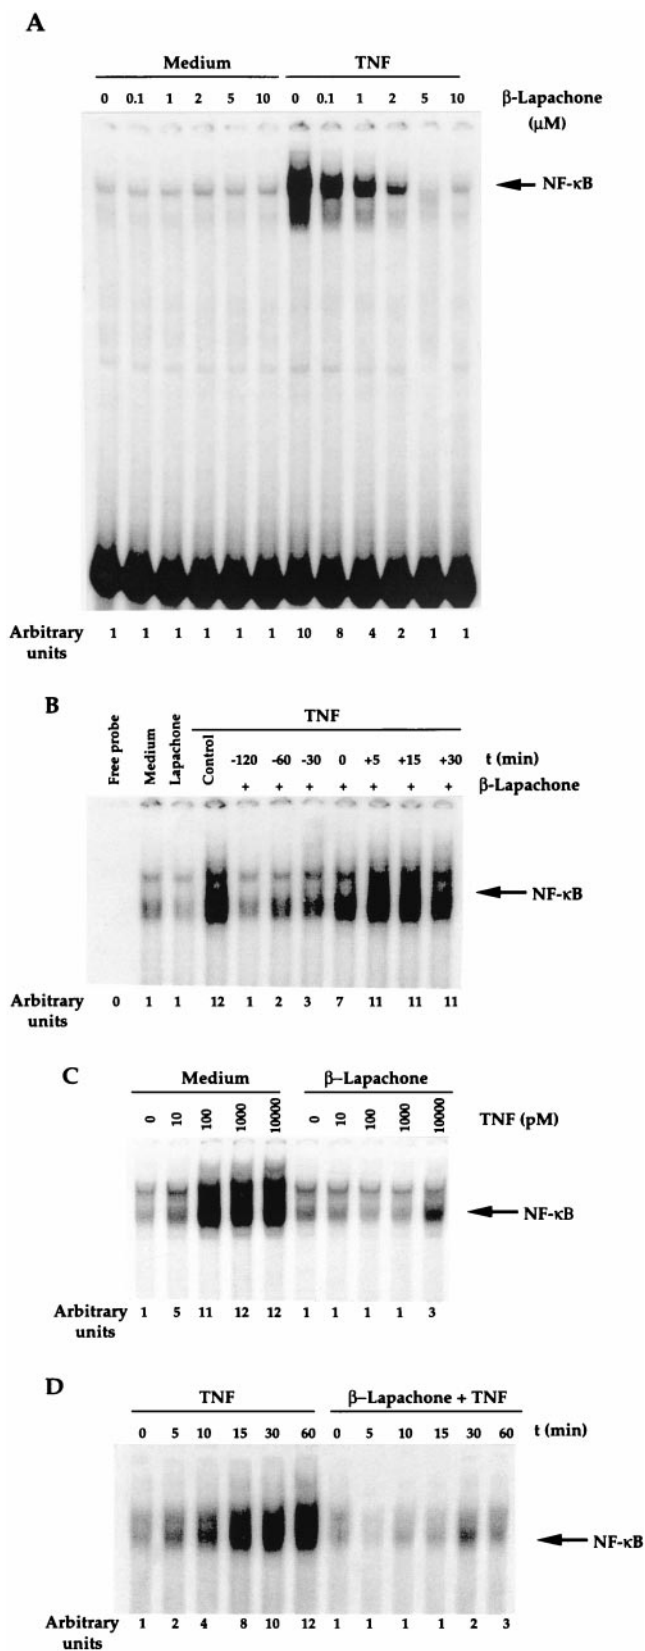 A
Medium TNF
0 0.1 1 2 5 10 0 0.1 1 2 5 10 β-Lapachone
(μM)
NF-κB
Arbitrary 1 1 1 1 1 1 10 8 4 2 1 1
units
B
TNF
Free probe Medium Lapachone Control -120 -60 -30 0 +5 +15 +30 t (min)
+ + + + + + + β-Lapachone
NF-κB
Arbitrary 0 1 1 12 1 2 3 7 11 11 11
units
C
Medium β-Lapachone
0 10 100 1000 10000 0 10 100 1000 10000 TNF (pM)
NF-κB
Arbitrary 1 5 11 12 12 1 1 1 1 3
units
D
TNF β-Lapachone + TNF
0 5 10 15 30 60 0 5 10 15 30 60 t (min)
NF-κB
Arbitrary 1 2 4 8 10 12 1 1 1 1 2 3
units